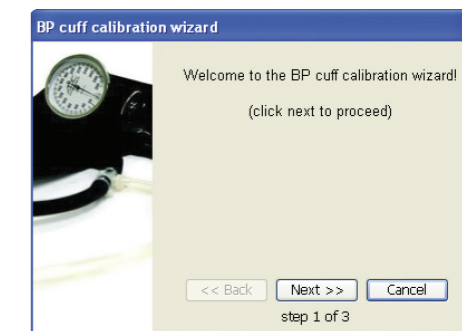 BP cuff calibration wizard
Welcome to the BP cuff calibration wizard!
(click next to proceed)
<< Back Next >> Cancel
step 1 of 3